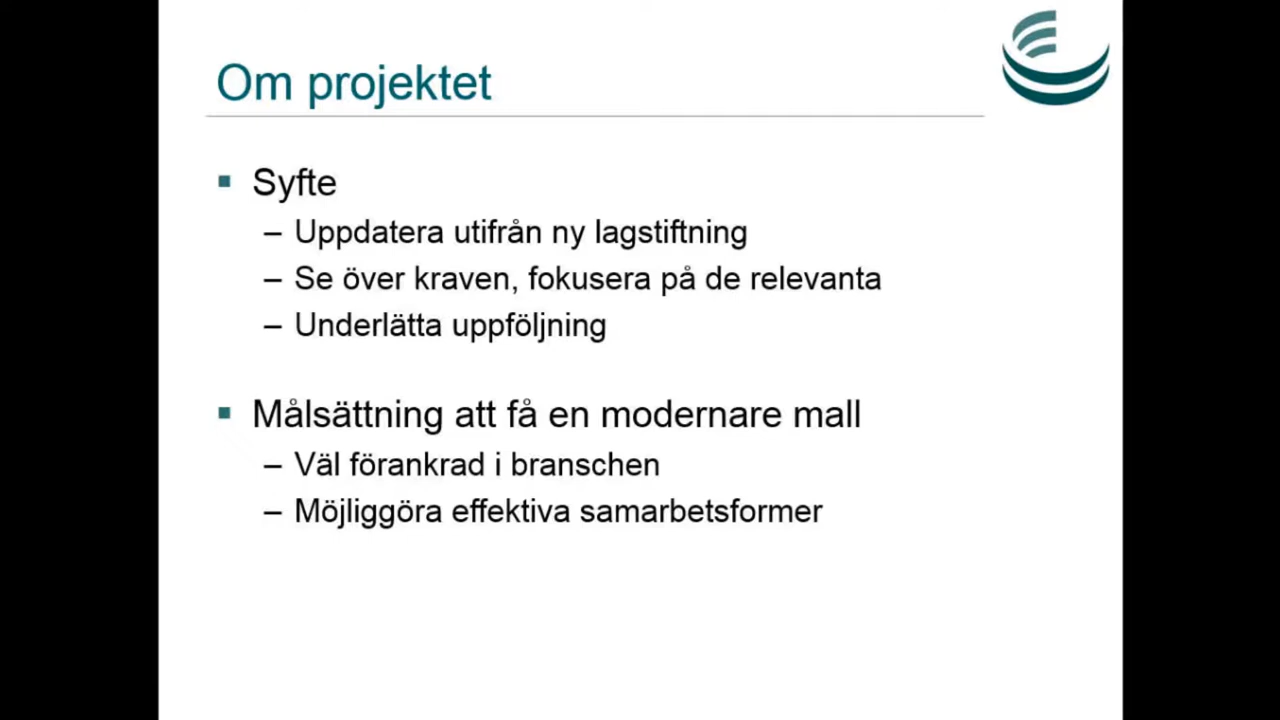 Om projektet
Syfte
– Uppdatera utifrån ny lagstiftning
– Se över kraven, fokusera på de relevanta
– Underlätta uppföljning
Målsättning att få en modernare mall
– Väl förankrad i branschen
– Möjliggöra effektiva samarbetsformer